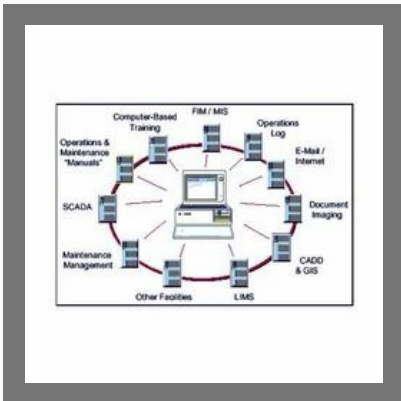 FIM / MIS
Computer-Based
Training
Operations
Log
Operations &
Maintenance
"Manuals"
E-Mail /
Internet
SCADA
Document
Imaging
Maintenance
Management
CADD
& GIS
Other Facilities
LIMS